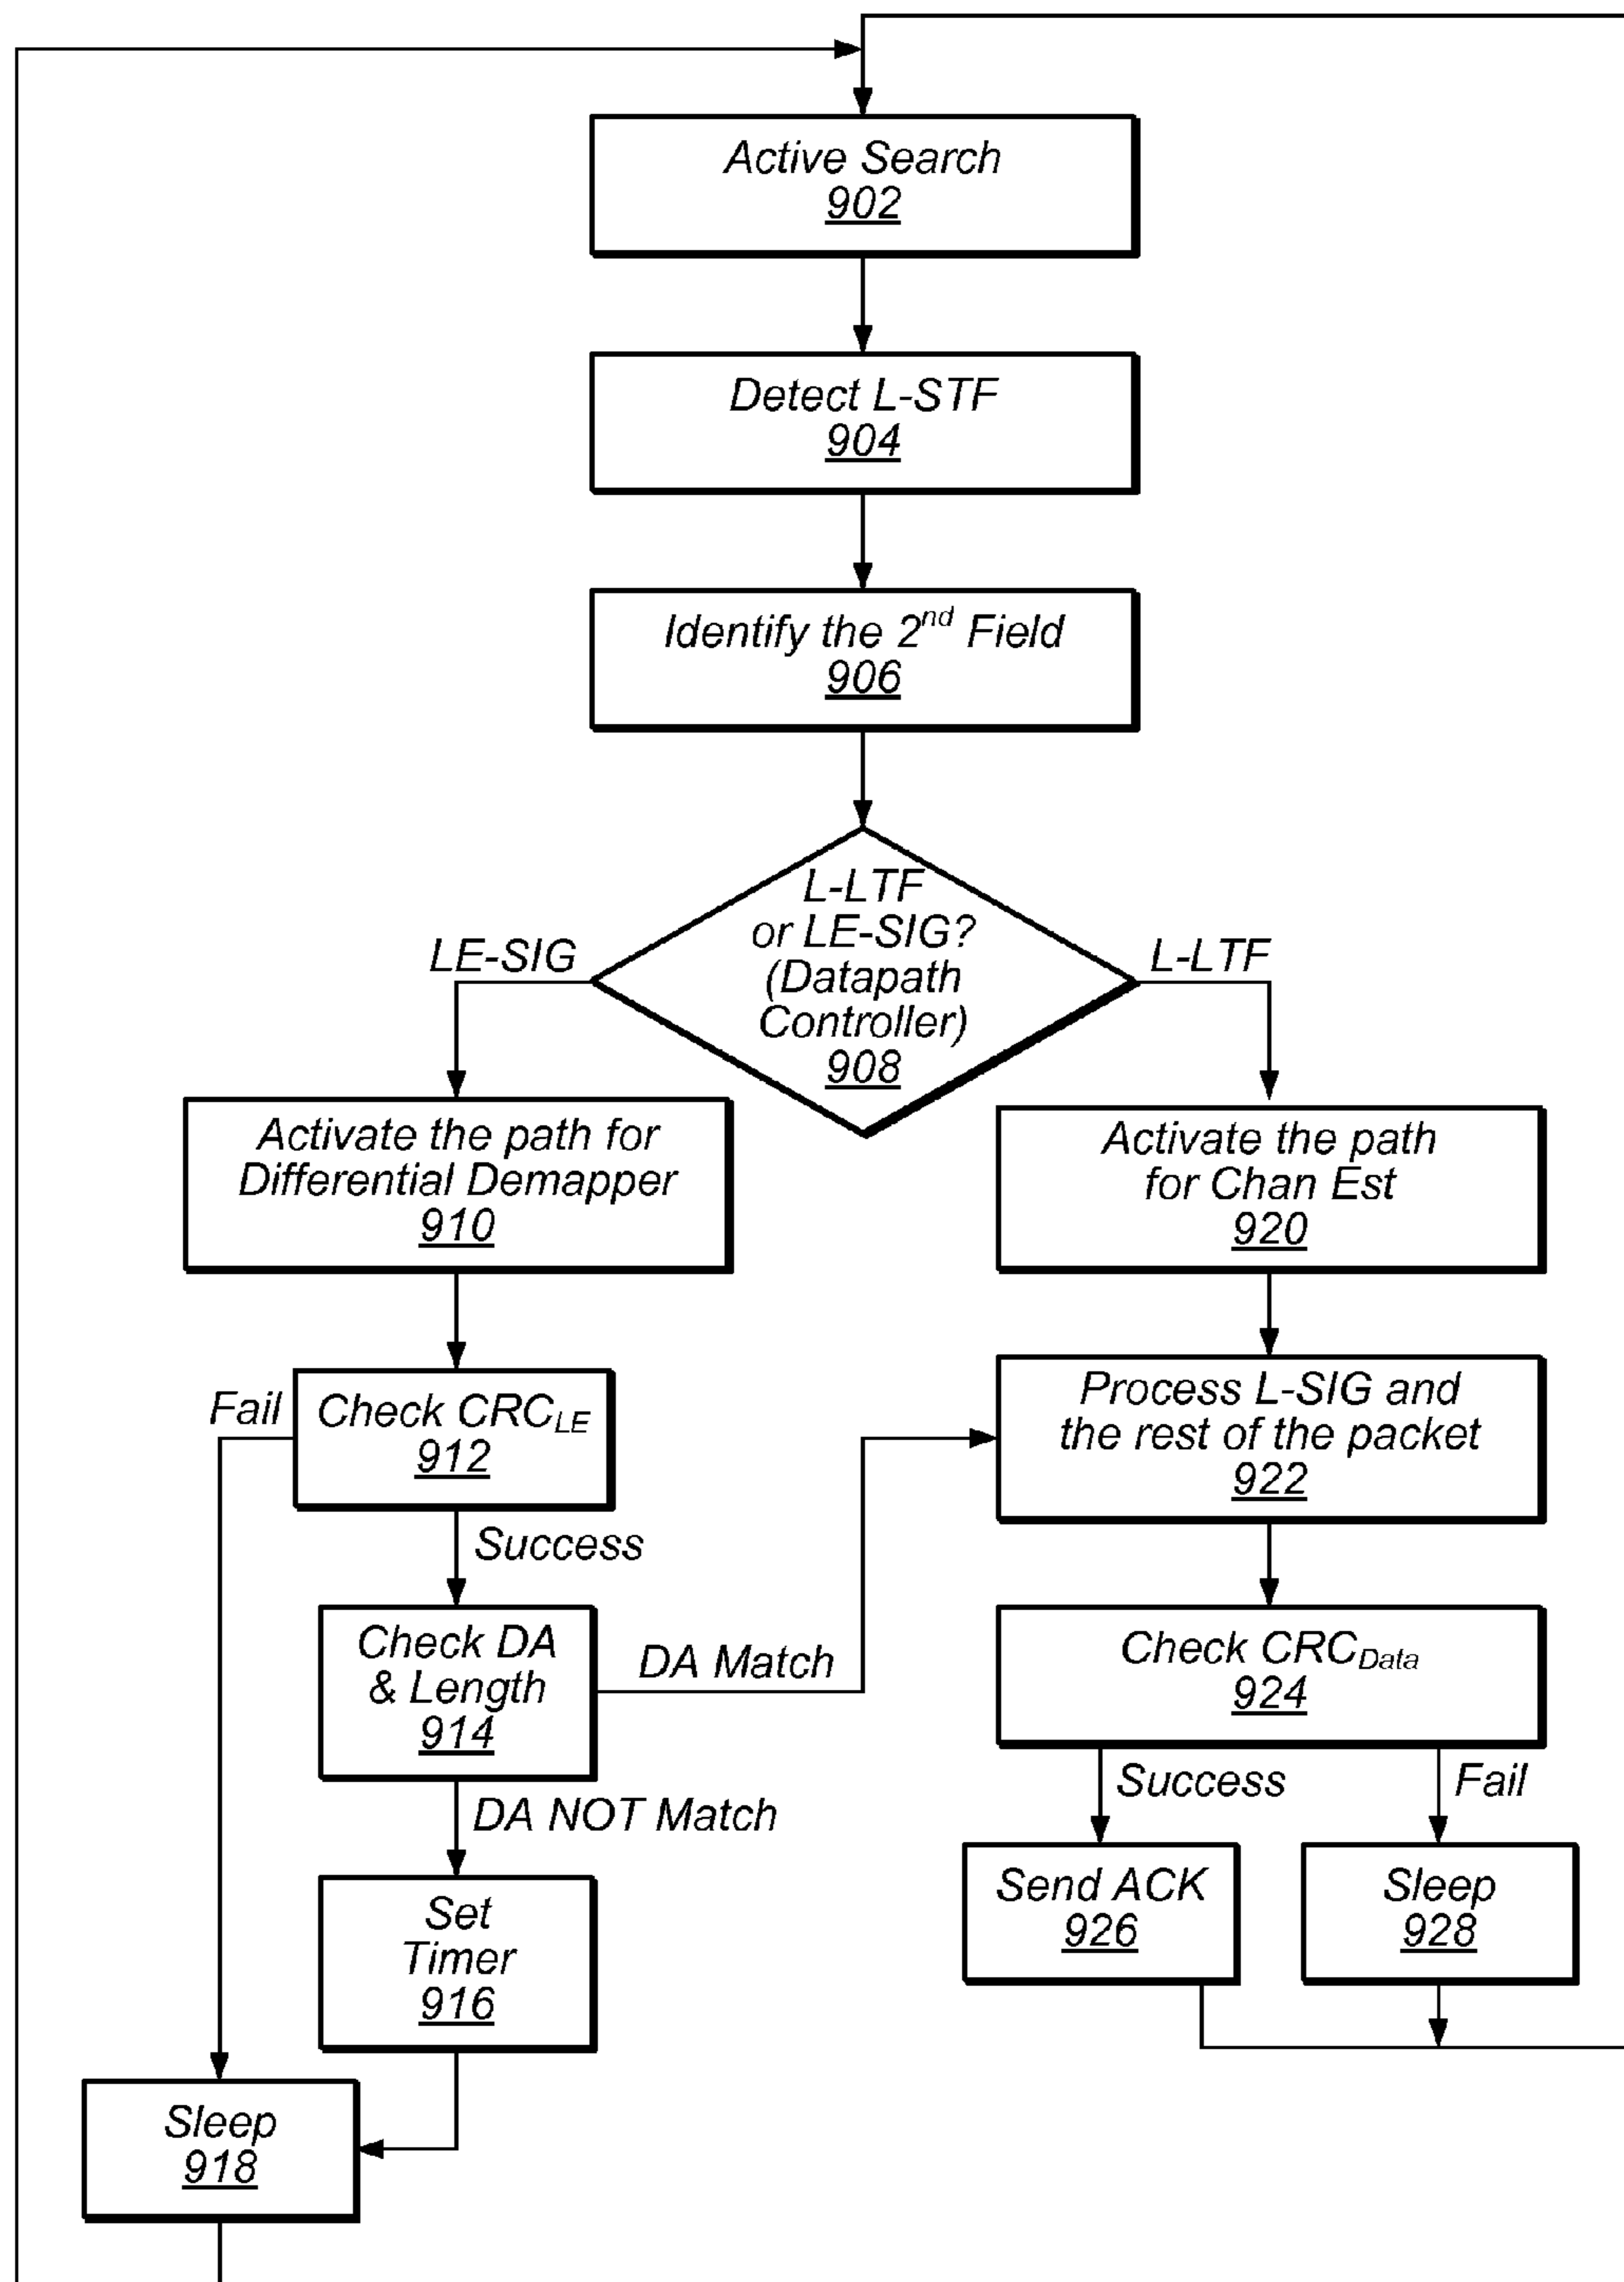 Active Search
902
Detect L-STF
904
Identify the 2nd Field
906
L-LTF
or LE-SIG?
(Datapath
Controller)
908
LE-SIG
L-LTF
Activate the path for
Differential Demapper
910
Activate the path
for Chan Est
920
Fail
Check CRCLE
912
Process L-SIG and
the rest of the packet
922
Success
Check DA
& Length
914
DA Match
Check CRCData
924
DA NOT Match
Success
Fail
Set
Timer
916
Send ACK
926
Sleep
928
Sleep
918